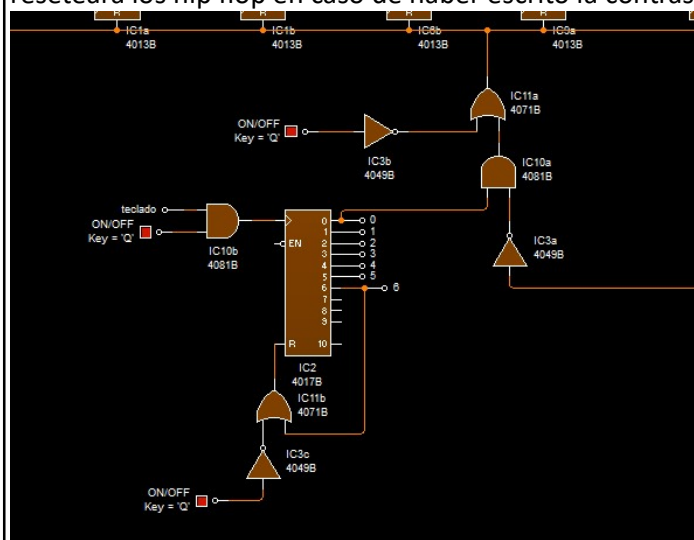 reseteará los flip flop en caso de haber escrito la contras
R R R R
IC1a IC1b IC6b IC9a
4013B 4013B 4013B 4013B
IC11a
4071B
ON/OFF
Key = 'Q'
IC3b
4049B
IC10a
4081B
teclado
ON/OFF
Key = 'Q'
IC10b
4081B
EN
R
0
1
2
3
4
5
6
7
8
9
10
0
1
2
3
4
5
6
IC3a
4049B
IC2
4017B
IC11b
4071B
IC3c
4049B
ON/OFF
Key = 'Q'